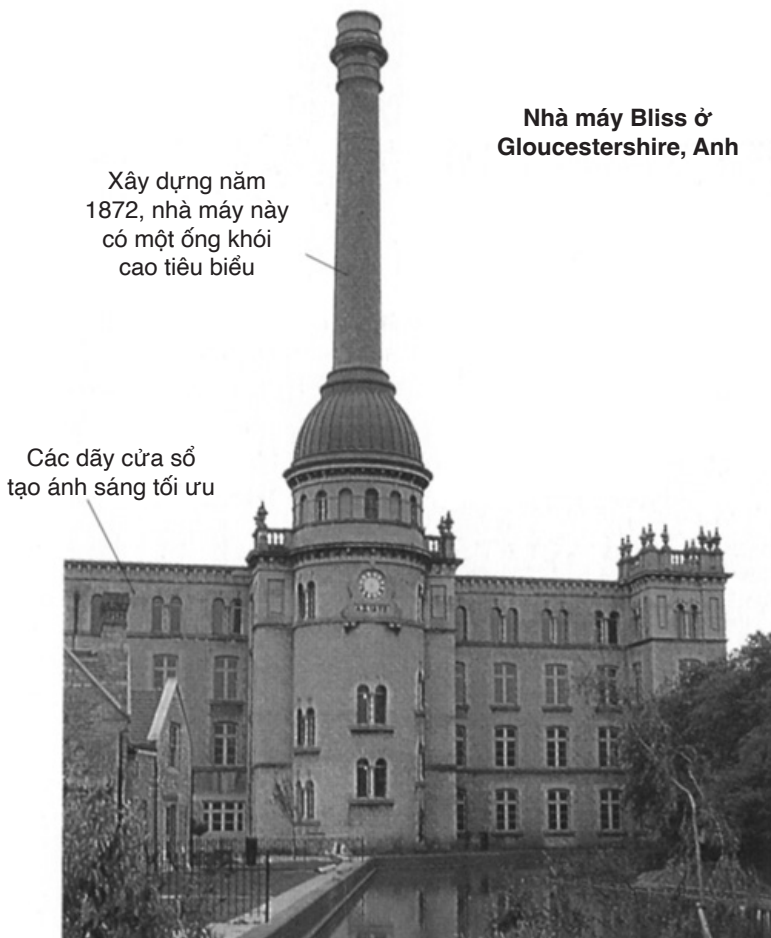 Nhà máy Bliss ở
Gloucestershire, Anh
Xây dựng năm
1872, nhà máy này
có một ống khói
cao tiêu biểu
Các dãy cửa sổ
tạo ánh sáng tối ưu